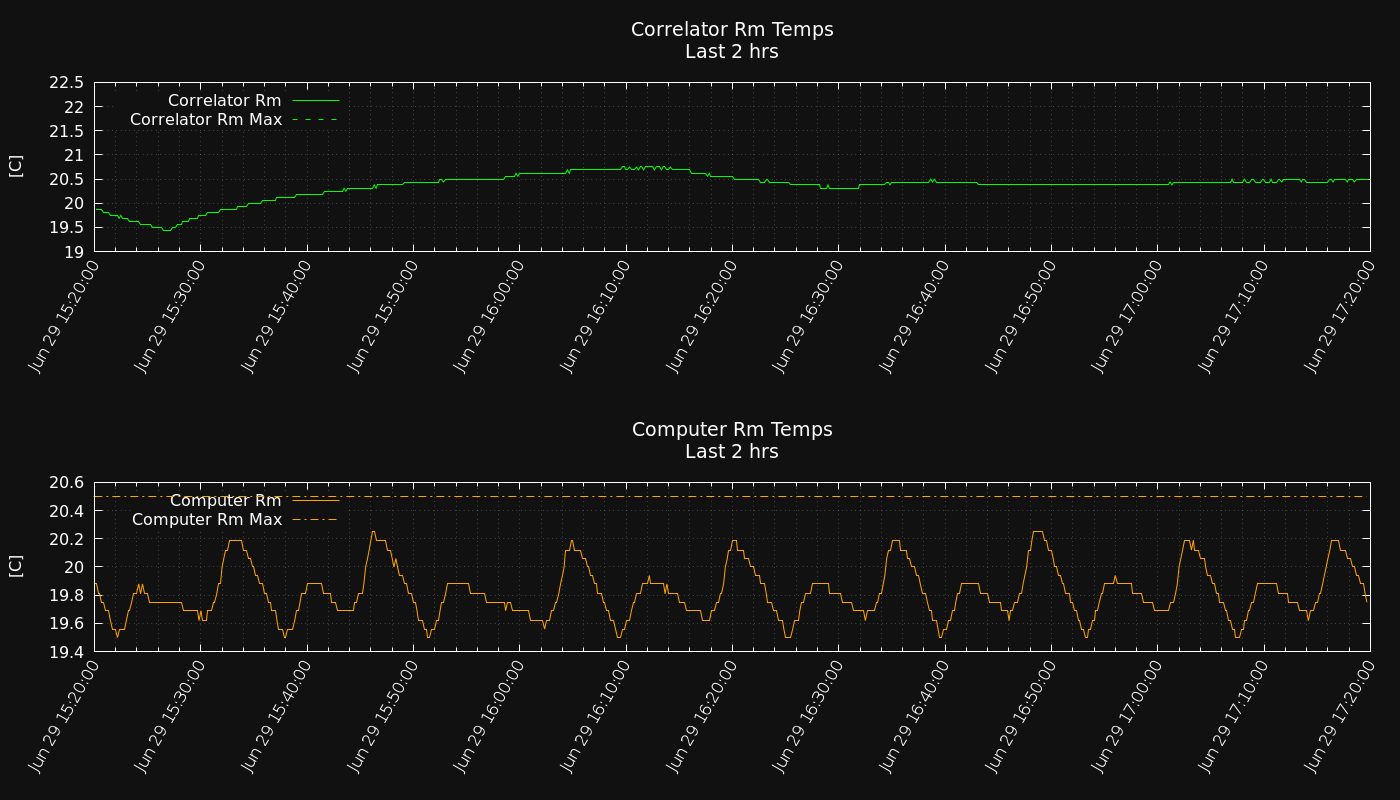 Correlator Rm Temps
Last 2 hrs
22.5
22
21.5
21
20.5
20
19.5
19
[C]
Correlator Rm
Correlator Rm Max
Jun 29 15:20:00
Jun 29 15:30:00
Jun 29 15:40:00
Jun 29 15:50:00
Jun 29 16:00:00
Jun 29 16:10:00
Jun 29 16:20:00
Jun 29 16:30:00
Jun 29 16:40:00
Jun 29 16:50:00
Jun 29 17:00:00
Jun 29 17:10:00
Jun 29 17:20:00
Computer Rm Temps
Last 2 hrs
20.6
20.4
20.2
20
19.8
19.6
19.4
[C]
Computer Rm
Computer Rm Max
Jun 29 15:20:00
Jun 29 15:30:00
Jun 29 15:40:00
Jun 29 15:50:00
Jun 29 16:00:00
Jun 29 16:10:00
Jun 29 16:20:00
Jun 29 16:30:00
Jun 29 16:40:00
Jun 29 16:50:00
Jun 29 17:00:00
Jun 29 17:10:00
Jun 29 17:20:00